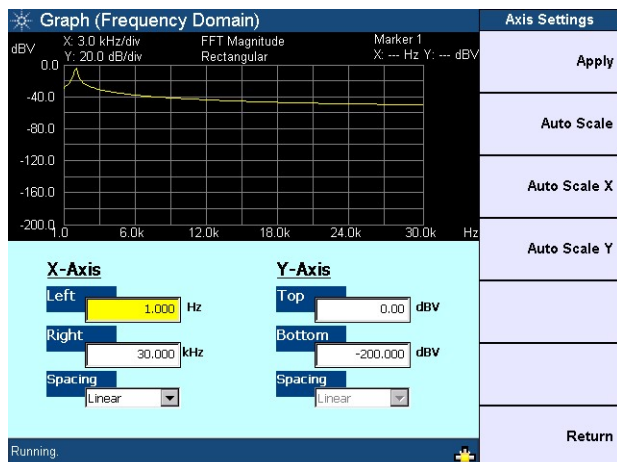 Graph (Frequency Domain)
Axis Settings
dBV
X: 3.0 kHz/div
FFT Magnitude
Marker 1
Y: 20.0 dB/div
Rectangular
X: --- Hz Y: --- dBV
0.0
-40.0
-80.0
-120.0
-160.0
-200.0
1.0
6.0k
12.0k
18.0k
24.0k
30.0k
Hz
X-Axis
Left
1.000
Hz
Right
30.000
kHz
Spacing
Linear
Y-Axis
Top
0.00
dBV
Bottom
-200.000
dBV
Spacing
Linear
Apply
Auto Scale
Auto Scale X
Auto Scale Y
Return
Running.